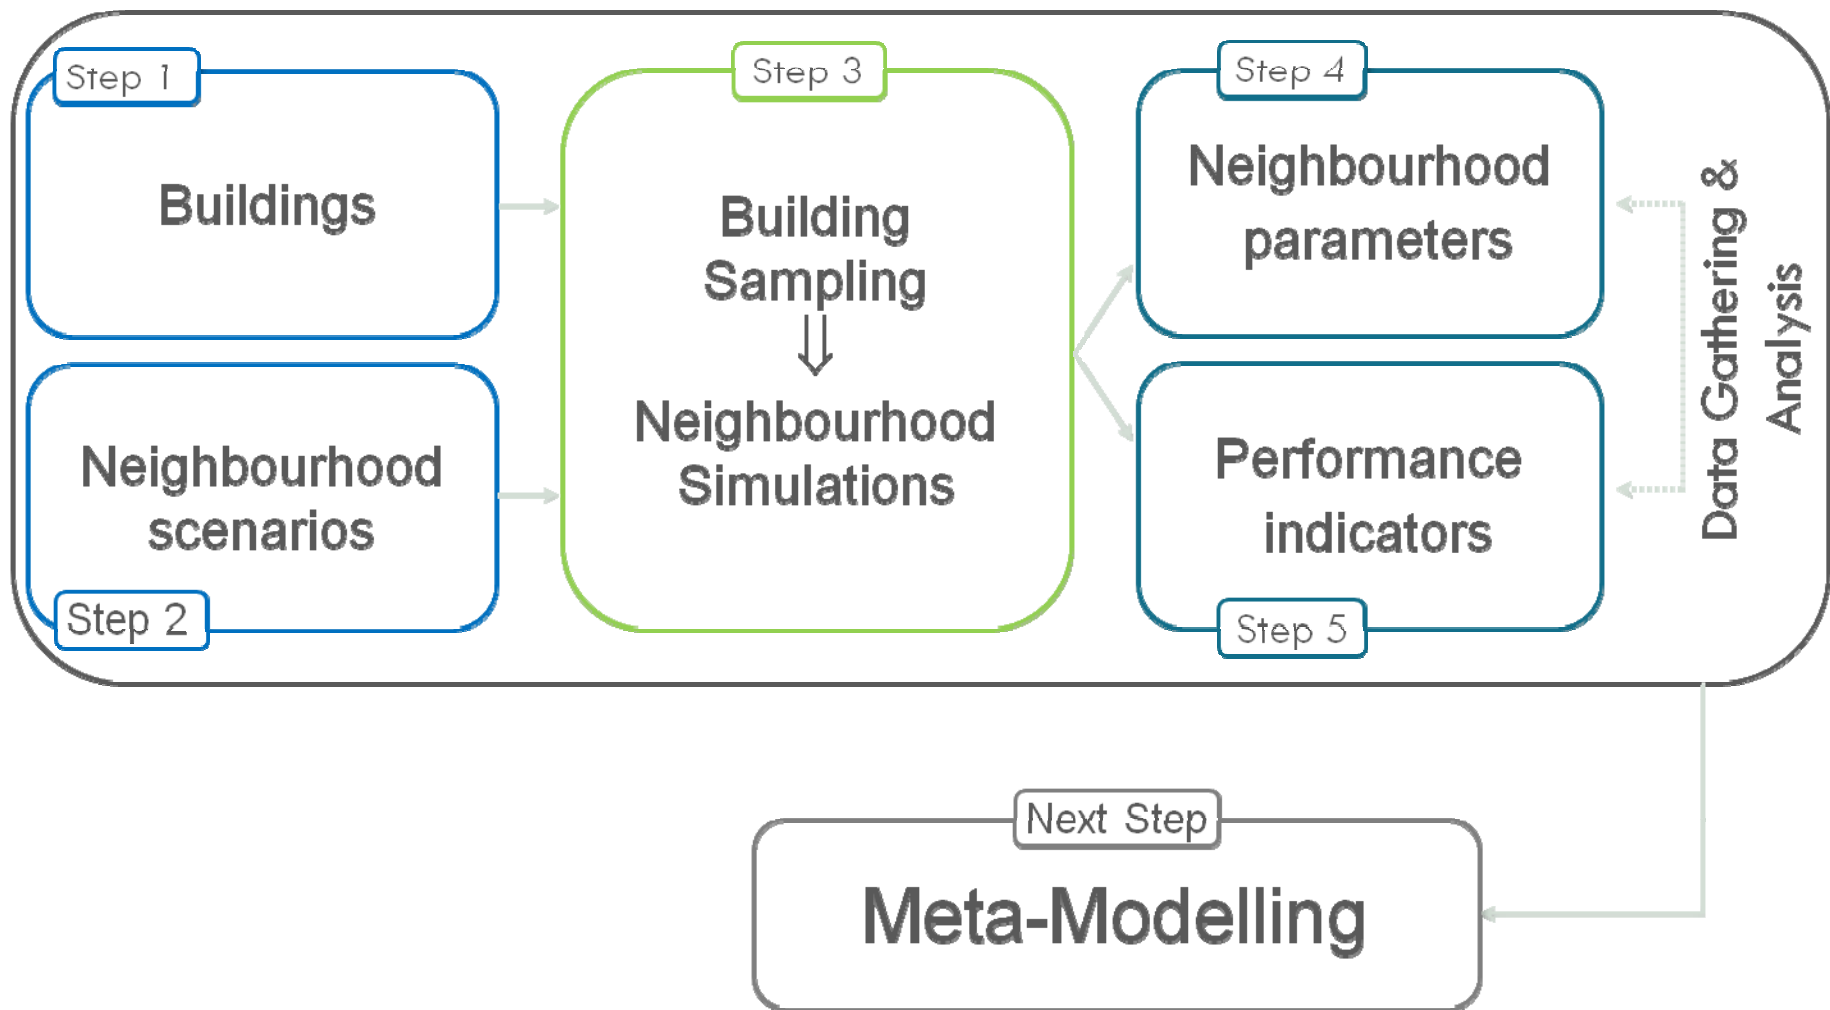 Step 1
Buildings
Neighbourhood
scenarios
Step 2
Step 3
Building
Sampling
Neighbourhood
Simulations
Step 4
Neighbourhood
parameters
Performance
indicators
Step 5
Data Gathering &
Analysis
Next Step
Meta-Modelling